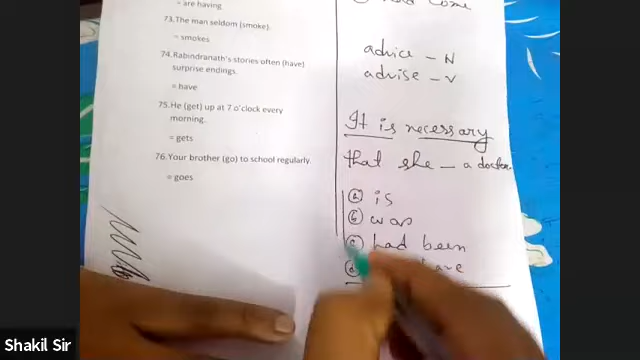 = are having
73.The man seldom (smoke).
= smokes
74.Rabindranath's stories often (have)
surprise endings.
= have
75.He (get) up at 7 o'clock every
morning.
= gets
76.Your brother (go) to school regularly.
= goes
come
advice - N
advise - V
It is necessary
that she _ a doctor
(a) is
(b) was
(c) had been
(d) have
Shakil Sir